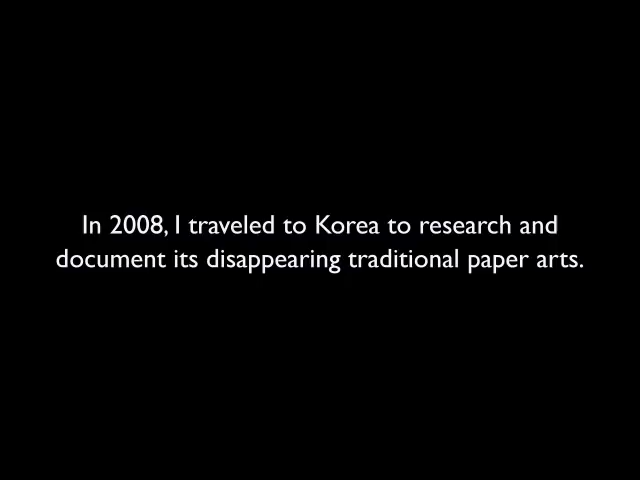 In 2008, I traveled to Korea to research and
document its disappearing traditional paper arts.